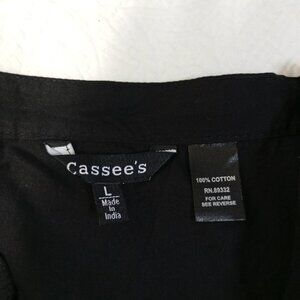 Cassee's
L
Made
in
India
100% COTTON
RN.89332
FOR CARE
SEE REVERSE